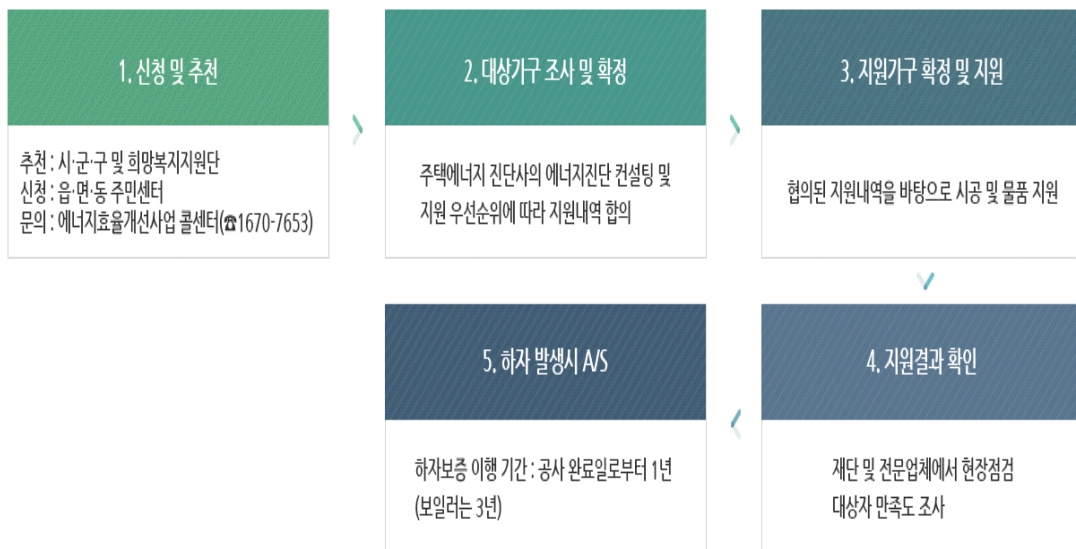 1. 신청 및 추천
추천 : 시·군·구 및 희망복지지원단
신청 : 읍·면·동 주민센터
문의 : 에너지효율개선사업 콜센터(☎1670-7653)
2. 대상가구 조사 및 확정
주택에너지 진단사의 에너지진단 컨설팅 및
지원 우선순위에 따라 지원내역 합의
3. 지원가구 확정 및 지원
협의된 지원내역을 바탕으로 시공 및 물품 지원
4. 지원결과 확인
재단 및 전문업체에서 현장점검
대상자 만족도 조사
5. 하자 발생시 A/S
하자보증 이행 기간 : 공사 완료일로부터 1년
(보일러는 3년)